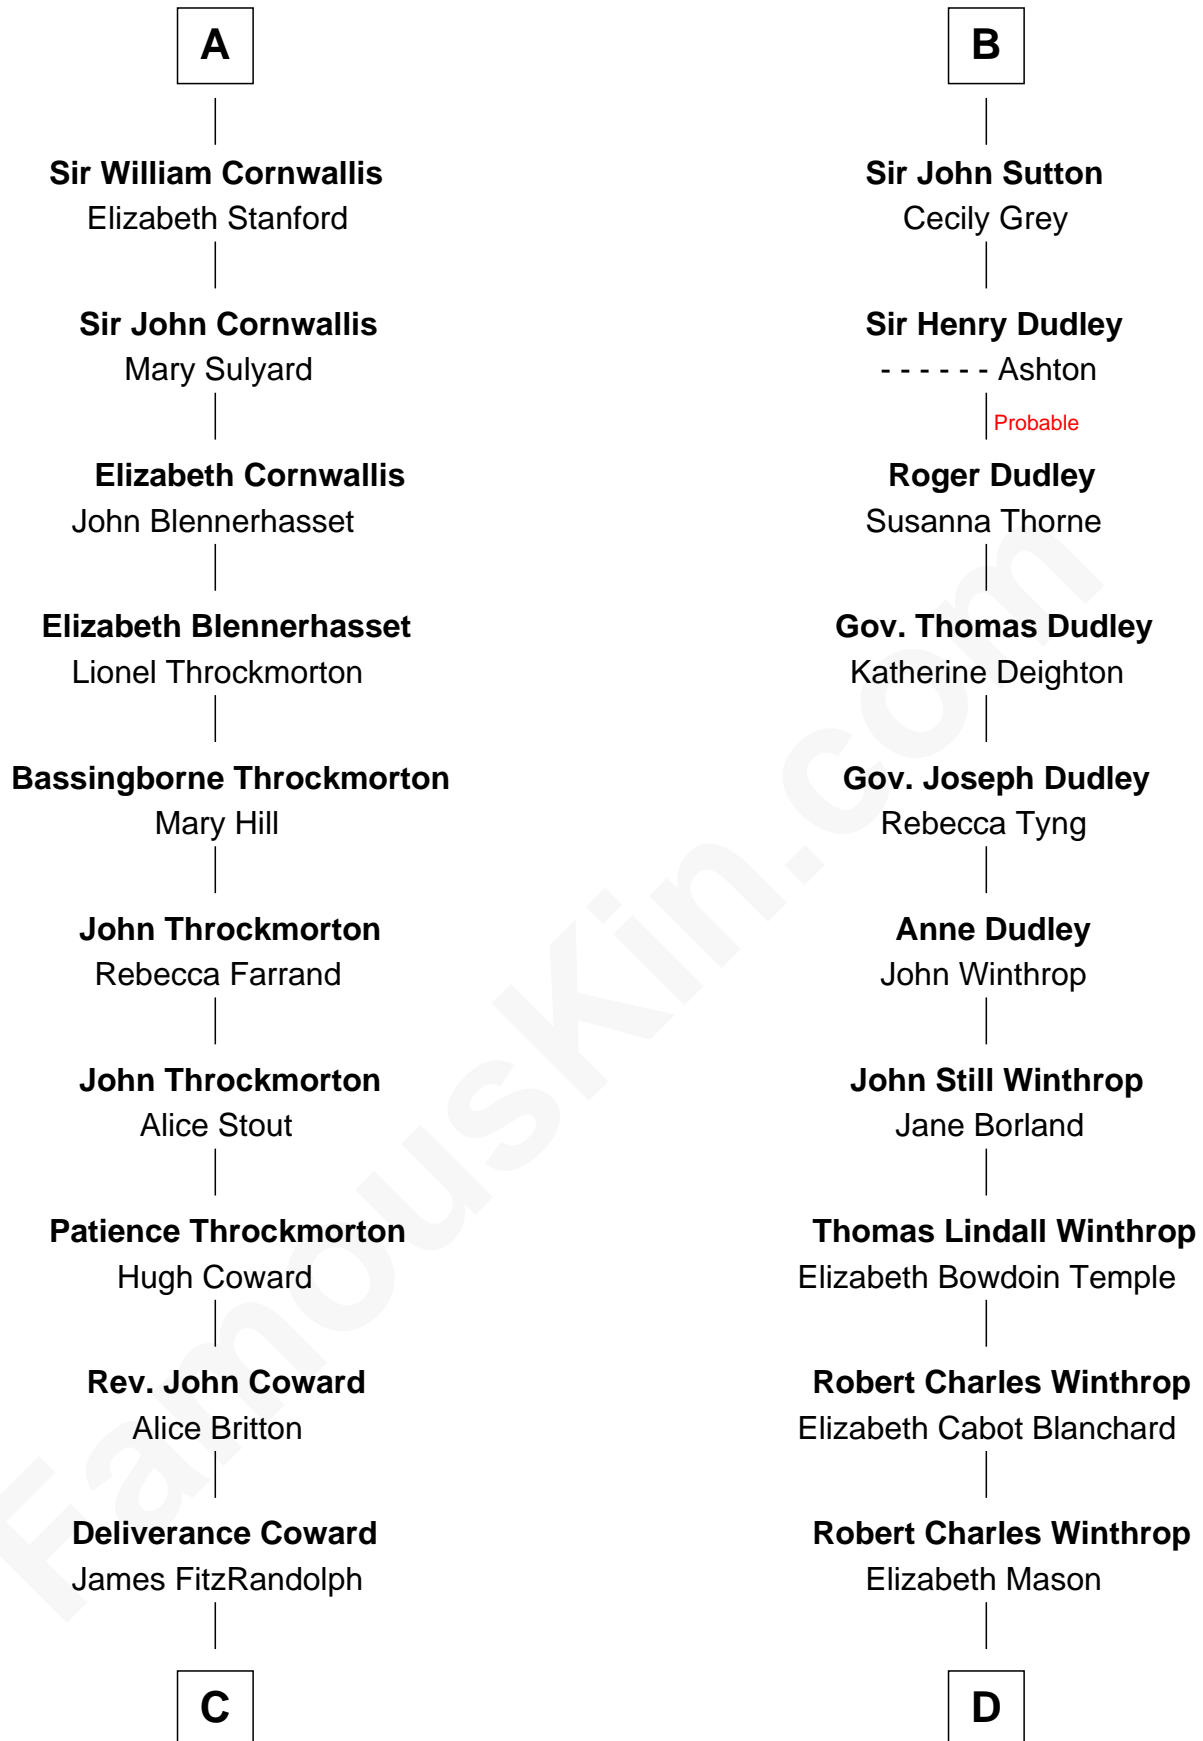 A
Sir William Cornwallis
Elizabeth Stanford
Sir John Cornwallis
Mary Sulyard
Elizabeth Cornwallis
John Blennerhasset
Elizabeth Blennerhasset
Lionel Throckmorton
Bassingborne Throckmorton
Mary Hill
John Throckmorton
Rebecca Farrand
John Throckmorton
Alice Stout
Patience Throckmorton
Hugh Coward
Rev. John Coward
Alice Britton
Deliverance Coward
James FitzRandolph
C
B
Sir John Sutton
Cecily Grey
Sir Henry Dudley
- - - - - - Ashton
Probable
Roger Dudley
Susanna Thorne
Gov. Thomas Dudley
Katherine Deighton
Gov. Joseph Dudley
Rebecca Tyng
Anne Dudley
John Winthrop
John Still Winthrop
Jane Borland
Thomas Lindall Winthrop
Elizabeth Bowdoin Temple
Robert Charles Winthrop
Elizabeth Cabot Blanchard
Robert Charles Winthrop
Elizabeth Mason
D
FamousKin.com